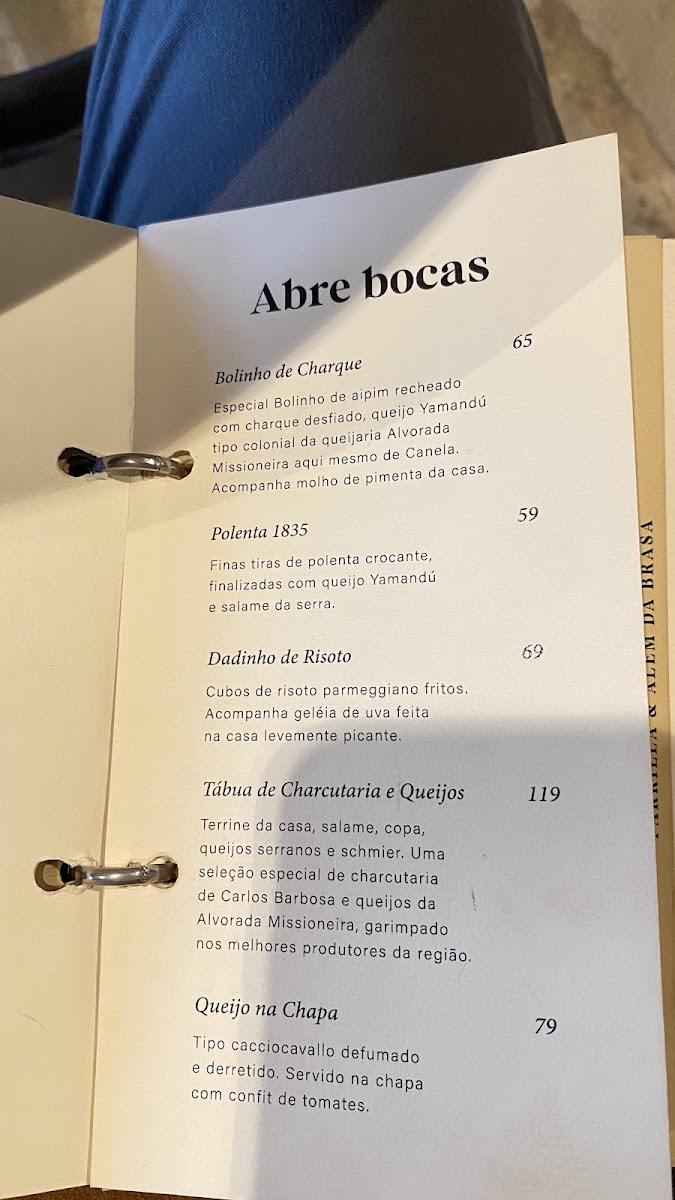 Abre bocas
Bolinho de Charque 65
Especial Bolinho de aipim recheado
com charque desfiado, queijo Yamandú
tipo colonial da queijaria Alvorada
Missioneira aqui mesmo de Canela.
Acompanha molho de pimenta da casa.
Polenta 1835 59
Finas tiras de polenta crocante,
finalizadas com queijo Yamandú
e salame da serra.
Dadinho de Risoto 69
Cubos de risoto parmeggiano fritos.
Acompanha geléia de uva feita
na casa levemente picante.
Tábua de Charcutaria e Queijos 119
Terrine da casa, salame, copa,
queijos serranos e schmier. Uma
seleção especial de charcutaria
de Carlos Barbosa e queijos da
Alvorada Missioneira, garimpado
nos melhores produtores da região.
Queijo na Chapa 79
Tipo cacciocavallo defumado
e derretido. Servido na chapa
com confit de tomates.
& ALÉM DA BRASA